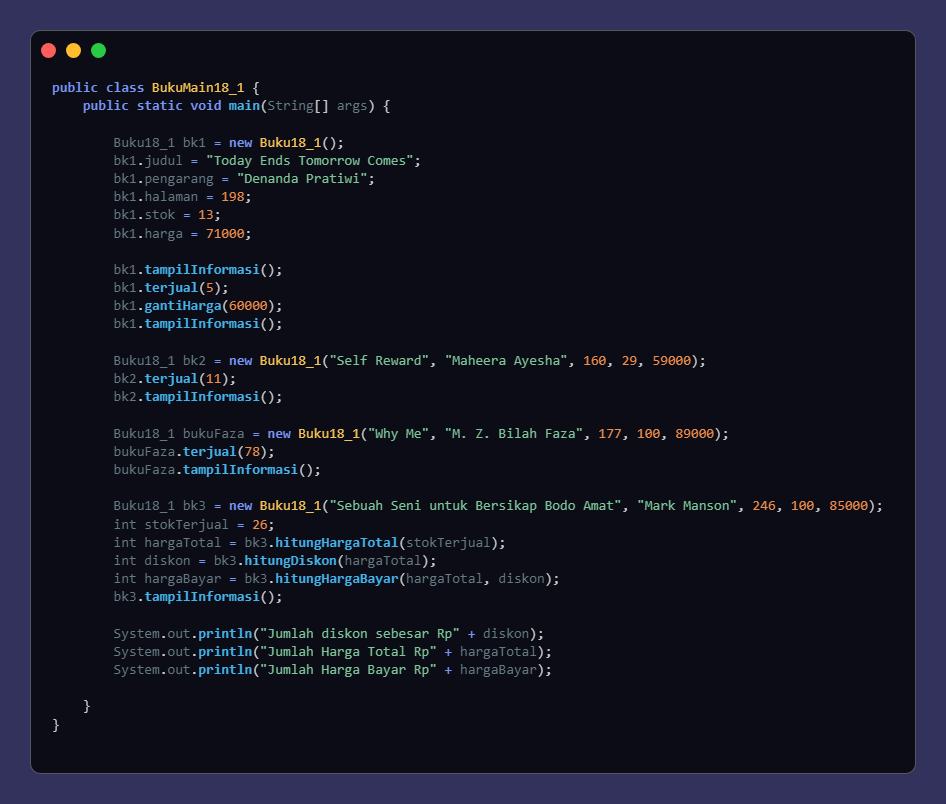 public class BukuMain18_1 {
    public static void main(String[] args) {

        Buku18_1 bk1 = new Buku18_1();
        bk1.judul = "Today Ends Tomorrow Comes";
        bk1.pengarang = "Denanda Pratiwi";
        bk1.halaman = 198;
        bk1.stok = 13;
        bk1.harga = 71000;

        bk1.tampilInformasi();
        bk1.terjual(5);
        bk1.gantiHarga(60000);
        bk1.tampilInformasi();

        Buku18_1 bk2 = new Buku18_1("Self Reward", "Maheera Ayesha", 160, 29, 59000);
        bk2.terjual(11);
        bk2.tampilInformasi();

        Buku18_1 bukuFaza = new Buku18_1("Why Me", "M. Z. Bilah Faza", 177, 100, 89000);
        bukuFaza.terjual(78);
        bukuFaza.tampilInformasi();

        Buku18_1 bk3 = new Buku18_1("Sebuah Seni untuk Bersikap Bodo Amat", "Mark Manson", 246, 100, 85000);
        int stokTerjual = 26;
        int hargaTotal = bk3.hitungHargaTotal(stokTerjual);
        int diskon = bk3.hitungDiskon(hargaTotal);
        int hargaBayar = bk3.hitungHargaBayar(hargaTotal, diskon);
        bk3.tampilInformasi();

        System.out.println("Jumlah diskon sebesar Rp" + diskon);
        System.out.println("Jumlah Harga Total Rp" + hargaTotal);
        System.out.println("Jumlah Harga Bayar Rp" + hargaBayar);

    }
}